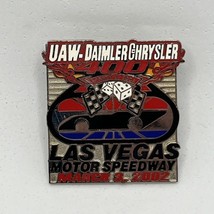 UAW-DAIMLERCHRYSLER
400
LAS VEGAS
MOTOR SPEEDWAY
MARCH 3, 2002